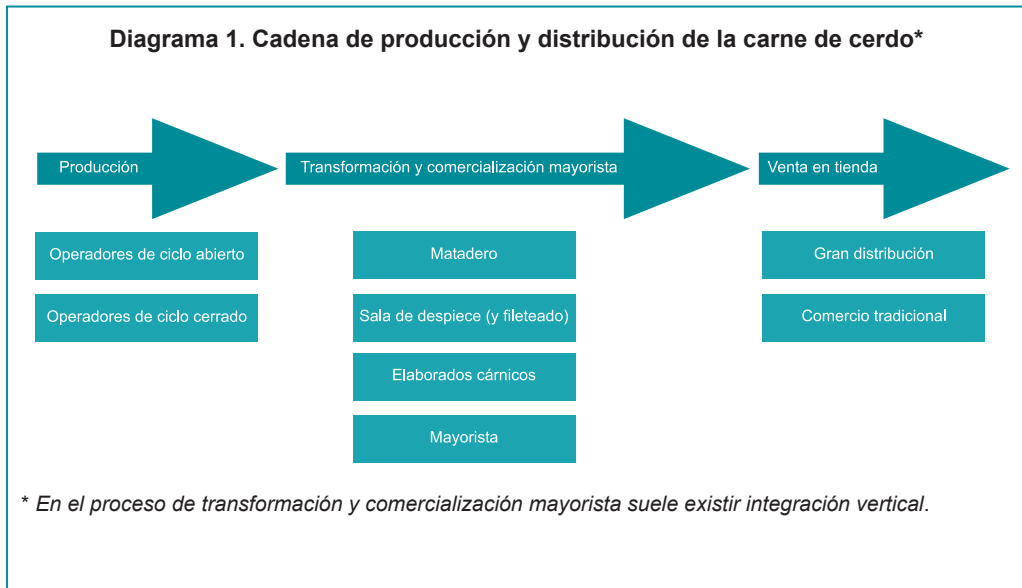 Diagrama 1. Cadena de producción y distribución de la carne de cerdo*
Producción
Transformación y comercialización mayorista
Venta en tienda
Operadores de ciclo abierto
Matadero
Gran distribución
Operadores de ciclo cerrado
Sala de despiece (y fileteado)
Comercio tradicional
Elaborados cárnicos
Mayorista
* En el proceso de transformación y comercialización mayorista suele existir integración vertical.